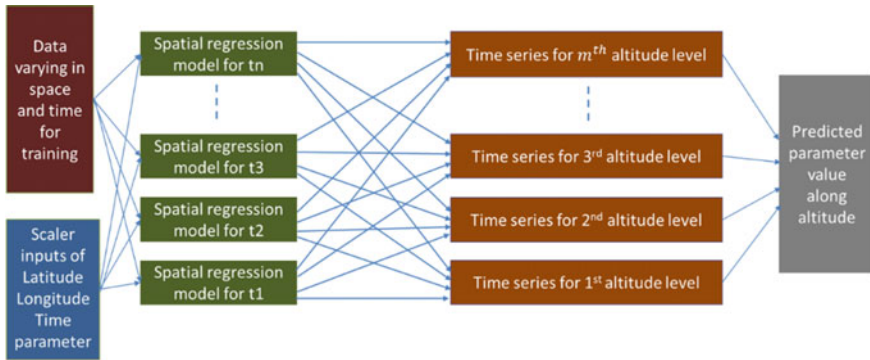 Data
varying in
space
and time
for
training
Scaler
inputs of
Latitude
Longitude
Time
parameter
Spatial regression
model for tn
Spatial regression
model for t3
Spatial regression
model for t2
Spatial regression
model for t1
Time series for mᵗʰ altitude level
Time series for 3ʳᵈ altitude level
Time series for 2ⁿᵈ altitude level
Time series for 1ˢᵗ altitude level
Predicted
parameter
value
along
altitude